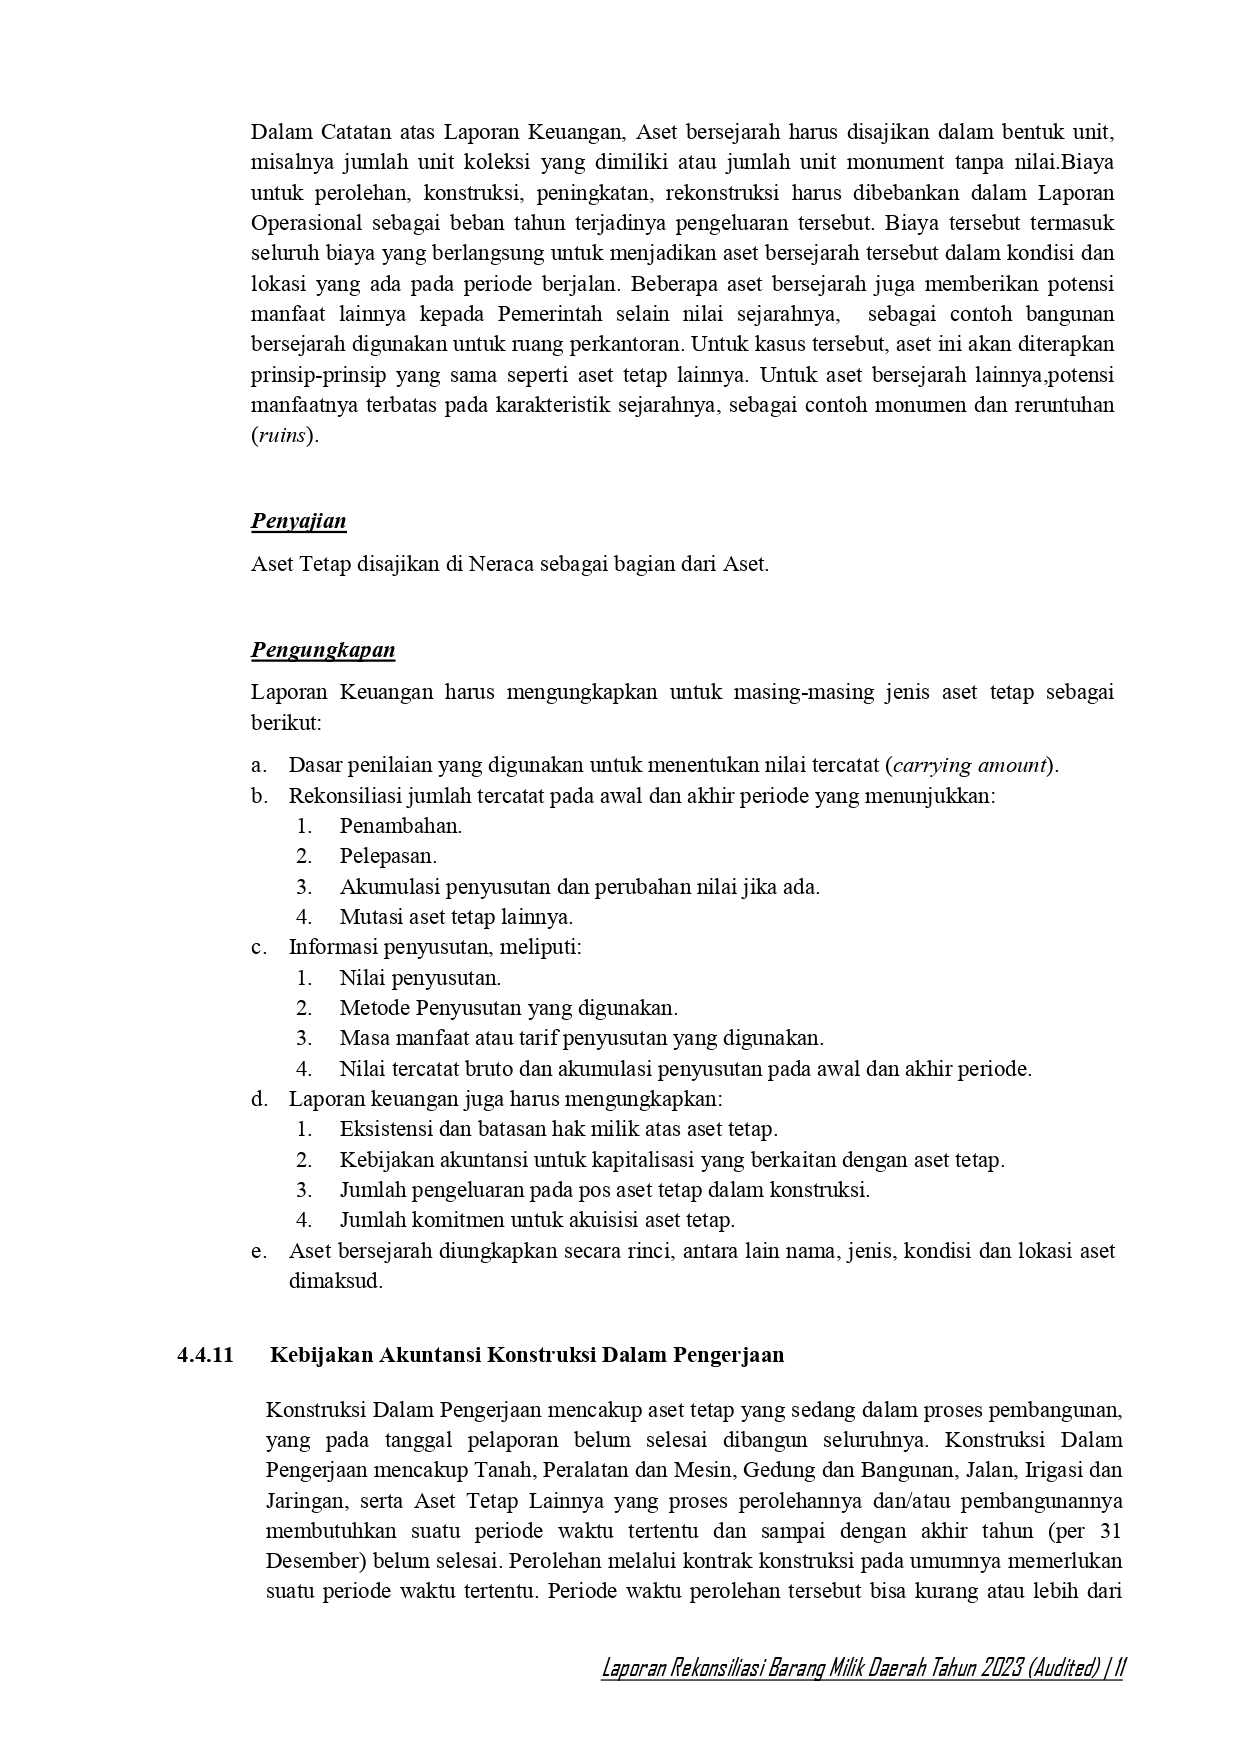 Dalam Catatan atas Laporan Keuangan, Aset bersejarah harus disajikan dalam bentuk unit,
misalnya jumlah unit koleksi yang dimiliki atau jumlah unit monument tanpa nilai.Biaya
untuk perolehan, konstruksi, peningkatan, rekonstruksi harus dibebankan dalam Laporan
Operasional sebagai beban tahun terjadinya pengeluaran tersebut. Biaya tersebut termasuk
seluruh biaya yang berlangsung untuk menjadikan aset bersejarah tersebut dalam kondisi dan
lokasi yang ada pada periode berjalan. Beberapa aset bersejarah juga memberikan potensi
manfaat lainnya kepada Pemerintah selain nilai sejarahnya, sebagai contoh bangunan
bersejarah digunakan untuk ruang perkantoran. Untuk kasus tersebut, aset ini akan diterapkan
prinsip-prinsip yang sama seperti aset tetap lainnya. Untuk aset bersejarah lainnya,potensi
manfaatnya terbatas pada karakteristik sejarahnya, sebagai contoh monumen dan reruntuhan
(ruins).
Penyajian
Aset Tetap disajikan di Neraca sebagai bagian dari Aset.
Pengungkapan
Laporan Keuangan harus mengungkapkan untuk masing-masing jenis aset tetap sebagai
berikut:
a. Dasar penilaian yang digunakan untuk menentukan nilai tercatat (carrying amount).
b. Rekonsiliasi jumlah tercatat pada awal dan akhir periode yang menunjukkan:
1. Penambahan.
2. Pelepasan.
3. Akumulasi penyusutan dan perubahan nilai jika ada.
4. Mutasi aset tetap lainnya.
c. Informasi penyusutan, meliputi:
1. Nilai penyusutan.
2. Metode Penyusutan yang digunakan.
3. Masa manfaat atau tarif penyusutan yang digunakan.
4. Nilai tercatat bruto dan akumulasi penyusutan pada awal dan akhir periode.
d. Laporan keuangan juga harus mengungkapkan:
1. Eksistensi dan batasan hak milik atas aset tetap.
2. Kebijakan akuntansi untuk kapitalisasi yang berkaitan dengan aset tetap.
3. Jumlah pengeluaran pada pos aset tetap dalam konstruksi.
4. Jumlah komitmen untuk akuisisi aset tetap.
e. Aset bersejarah diungkapkan secara rinci, antara lain nama, jenis, kondisi dan lokasi aset
dimaksud.
4.4.11 Kebijakan Akuntansi Konstruksi Dalam Pengerjaan
Konstruksi Dalam Pengerjaan mencakup aset tetap yang sedang dalam proses pembangunan,
yang pada tanggal pelaporan belum selesai dibangun seluruhnya. Konstruksi Dalam
Pengerjaan mencakup Tanah, Peralatan dan Mesin, Gedung dan Bangunan, Jalan, Irigasi dan
Jaringan, serta Aset Tetap Lainnya yang proses perolehannya dan/atau pembangunannya
membutuhkan suatu periode waktu tertentu dan sampai dengan akhir tahun (per 31
Desember) belum selesai. Perolehan melalui kontrak konstruksi pada umumnya memerlukan
suatu periode waktu tertentu. Periode waktu perolehan tersebut bisa kurang atau lebih dari
Laporan Rekonsiliasi Barang Milik Daerah Tahun 2023 (Audited) | 11